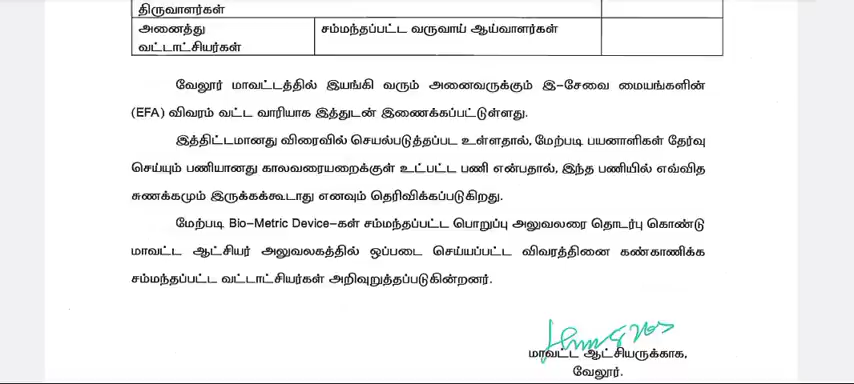 திருவாளர்கள்
அனைத்து
வட்டாட்சியர்கள்
சம்மந்தப்பட்ட வருவாய் ஆய்வாளர்கள்
வேலூர் மாவட்டத்தில் இயங்கி வரும் அனைவருக்கும் இ-சேவை மையங்களின்
(EFA) விவரம் வட்ட வாரியாக இத்துடன் இணைக்கப்பட்டுள்ளது.
இத்திட்டமானது விரைவில் செயல்படுத்தப்பட உள்ளதால், மேற்படி பயனாளிகள் தேர்வு
செய்யும் பணியானது காலவரையறைக்குள் உட்பட்ட பணி என்பதால், இந்த பணியில் எவ்வித
சுணக்கமும் இருக்கக்கூடாது எனவும் தெரிவிக்கப்படுகிறது.
மேற்படி Bio-Metric Device-கள் சம்மந்தப்பட்ட பொறுப்பு அலுவலரை தொடர்பு கொண்டு
மாவட்ட ஆட்சியர் அலுவலகத்தில் ஒப்படை செய்யப்பட்ட விவரத்தினை கண்காணிக்க
சம்மந்தப்பட்ட வட்டாட்சியர்கள் அறிவுறுத்தப்படுகின்றனர்.
மாவட்ட ஆட்சியருக்காக,
வேலூர்.